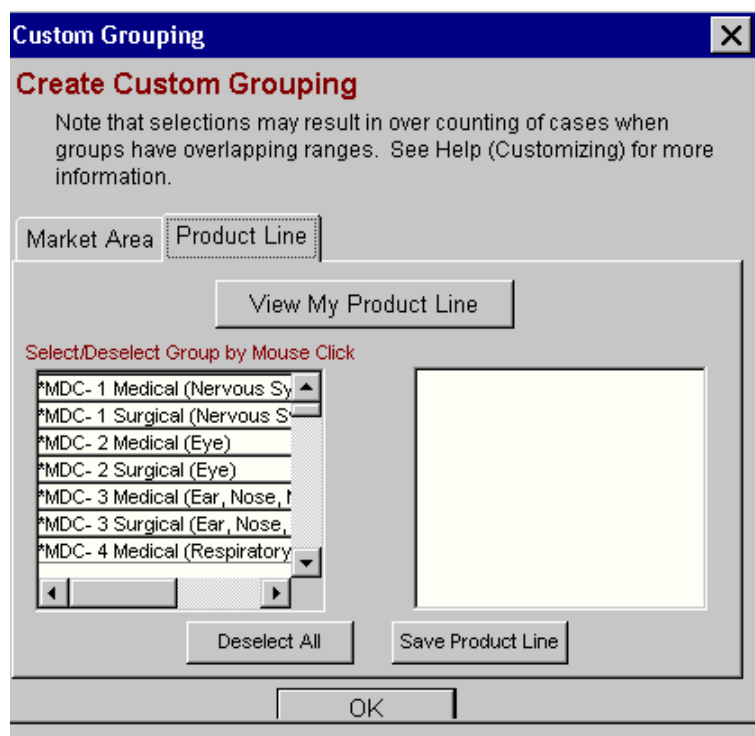 Custom Grouping
Create Custom Grouping
Note that selections may result in over counting of cases when
groups have overlapping ranges. See Help (Customizing) for more
information.
Market Area
Product Line
View My Product Line
Select/Deselect Group by Mouse Click
*MDC- 1 Medical (Nervous Sy
*MDC- 1 Surgical (Nervous S
*MDC- 2 Medical (Eye)
*MDC- 2 Surgical (Eye)
*MDC- 3 Medical (Ear, Nose,
*MDC- 3 Surgical (Ear, Nose,
*MDC- 4 Medical (Respiratory
Deselect All
Save Product Line
OK